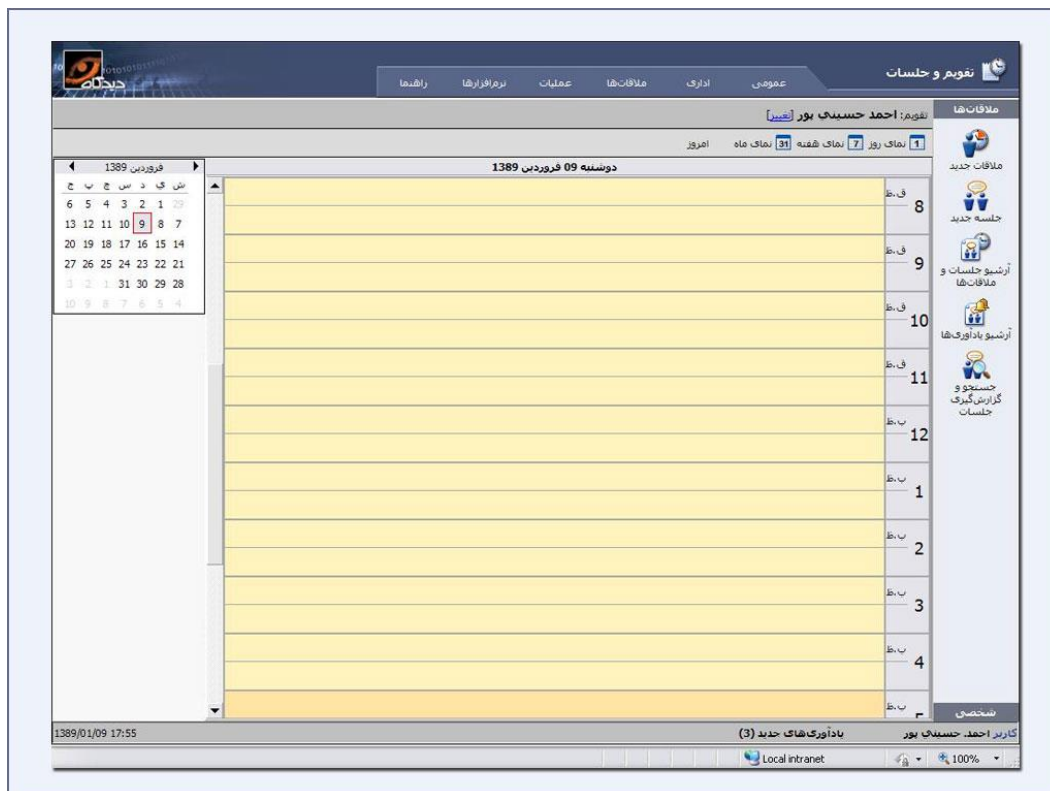 تقویم و جلسات
عمومی اداری ملاقات‌ها عملیات نرم‌افزارها راهنما
دیدگاه
ملاقات‌ها
تقویم: احمد حسیني پور [تغییر]
1 نمای روز 7 نمای هفته 31 نمای ماه امروز
دوشنبه 09 فروردین 1389
فروردین 1389
ش ي د س چ پ ج
29 1 2 3 4 5 6
7 8 9 10 11 12 13
14 15 16 17 18 19 20
21 22 23 24 25 26 27
28 29 30 31 1 2 3
4 5 6 7 8 9 10
ملاقات جدید
جلسه جدید
آرشیو جلسات و
ملاقات‌ها
آرشیو یادآوری‌ها
جستجو و
گزارش‌گیری
جلسات
8 ق.ظ
9 ق.ظ
10 ق.ظ
11 ق.ظ
12 ب.ظ
1 ب.ظ
2 ب.ظ
3 ب.ظ
4 ب.ظ
ب.ظ
شخصی
کاربر احمد. حسیني پور
یادآوری‌های جدید (3)
1389/01/09 17:55
Local intranet
100%